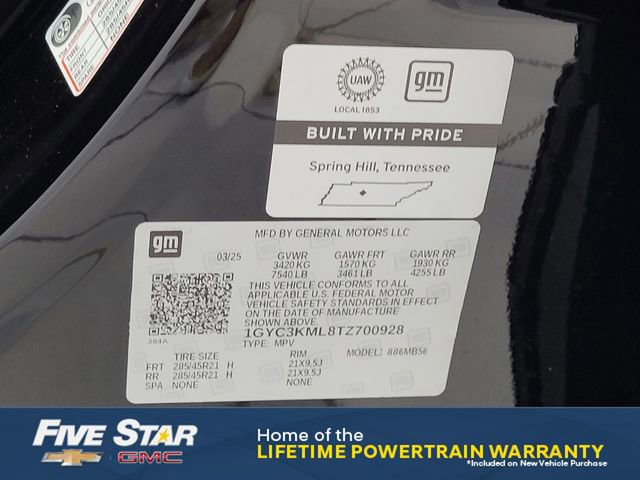 UAW
gm
LOCAL 1853
BUILT WITH PRIDE
Spring Hill, Tennessee
gm
MFD BY GENERAL MOTORS LLC
03/25 GVWR GAWR FRT GAWR RR
3420 KG 1570 KG 1930 KG
7540 LB 3461 LB 4255 LB
THIS VEHICLE CONFORMS TO ALL
APPLICABLE U.S. FEDERAL MOTOR
VEHICLE SAFETY STANDARDS IN EFFECT
ON THE DATE OF MANUFACTURE
SHOWN ABOVE.
1GYC3KML8TZ700928
TYPE: MPV MODEL: 886MB56
384A
TIRE SIZE RIM
FRT 285/45R21 H 21X9.5J
RR 285/45R21 H 21X9.5J
SPA NONE NONE
FIVE STAR
GMC
Home of the
LIFETIME POWERTRAIN WARRANTY
*Included on New Vehicle Purchase